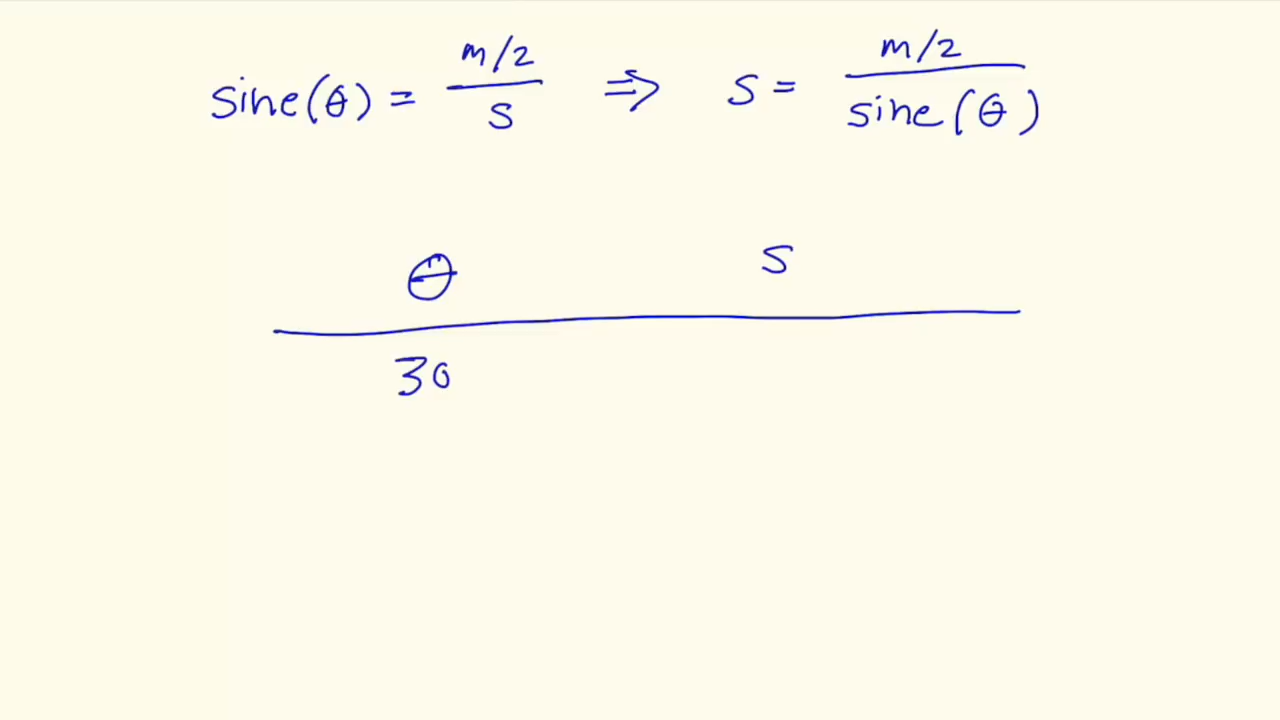 sine(θ) = m/2 / s ⇒ s = m/2 / sine(θ)
θ s
30